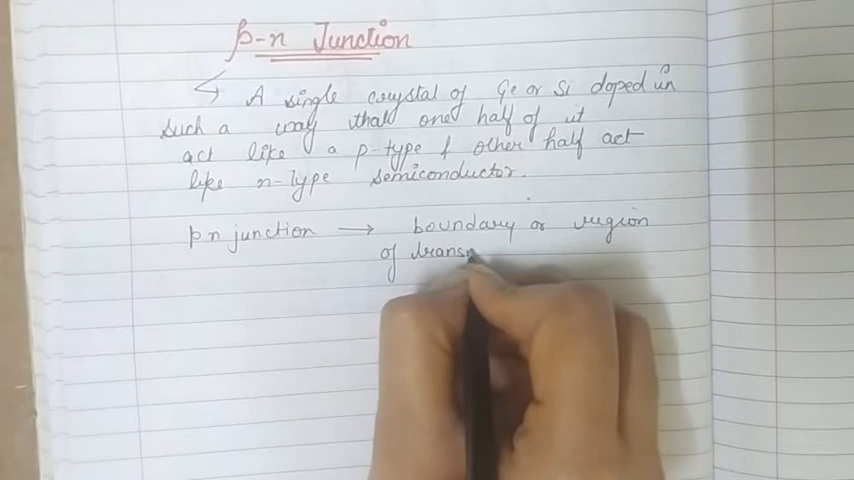 p-n Junction
↳ A single crystal of Ge or Si doped in
such a way that one half of it
act like a p-type & other half act
like n-type semiconductor.
pn junction → boundary or region
of transn